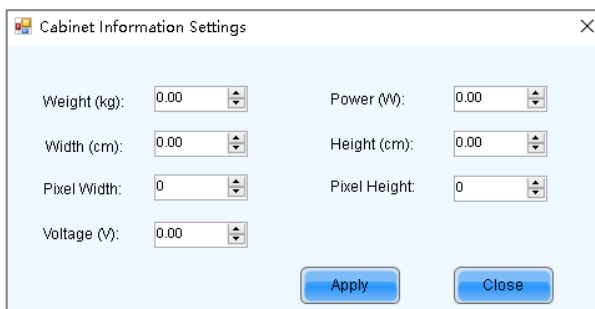 Cabinet Information Settings
Weight (kg): 0.00 Power (W): 0.00
Width (cm): 0.00 Height (cm): 0.00
Pixel Width: 0 Pixel Height: 0
Voltage (V): 0.00
Apply Close